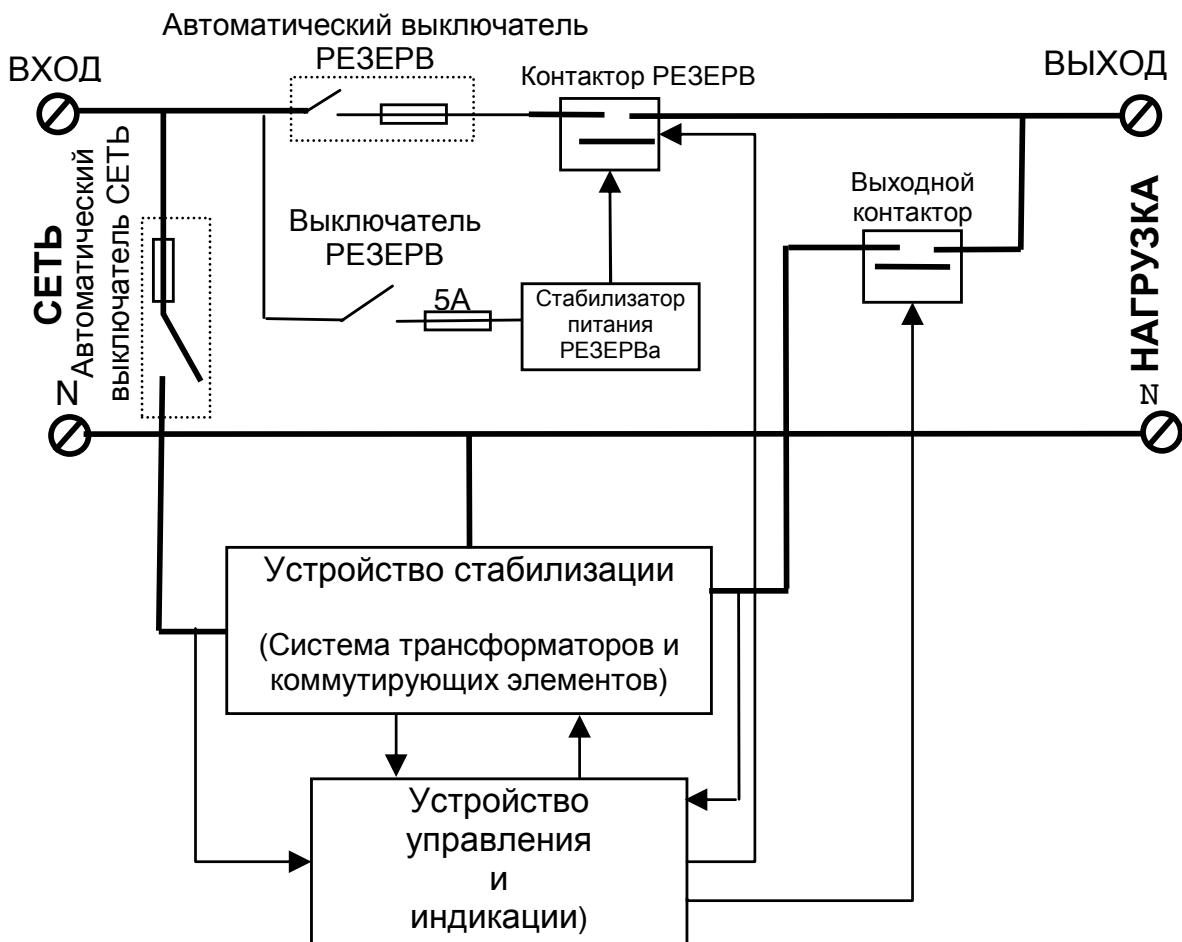 Автоматический выключатель
РЕЗЕРВ
ВХОД
Контактор РЕЗЕРВ
ВЫХОД
СЕТЬ
Автоматический
выключатель СЕТЬ
Выключатель
РЕЗЕРВ
5А
Стабилизатор
питания
РЕЗЕРВа
Выходной
контактор
НАГРУЗКА
N
N
Устройство стабилизации
(Система трансформаторов и
коммутирующих элементов)
Устройство
управления
и
индикации)